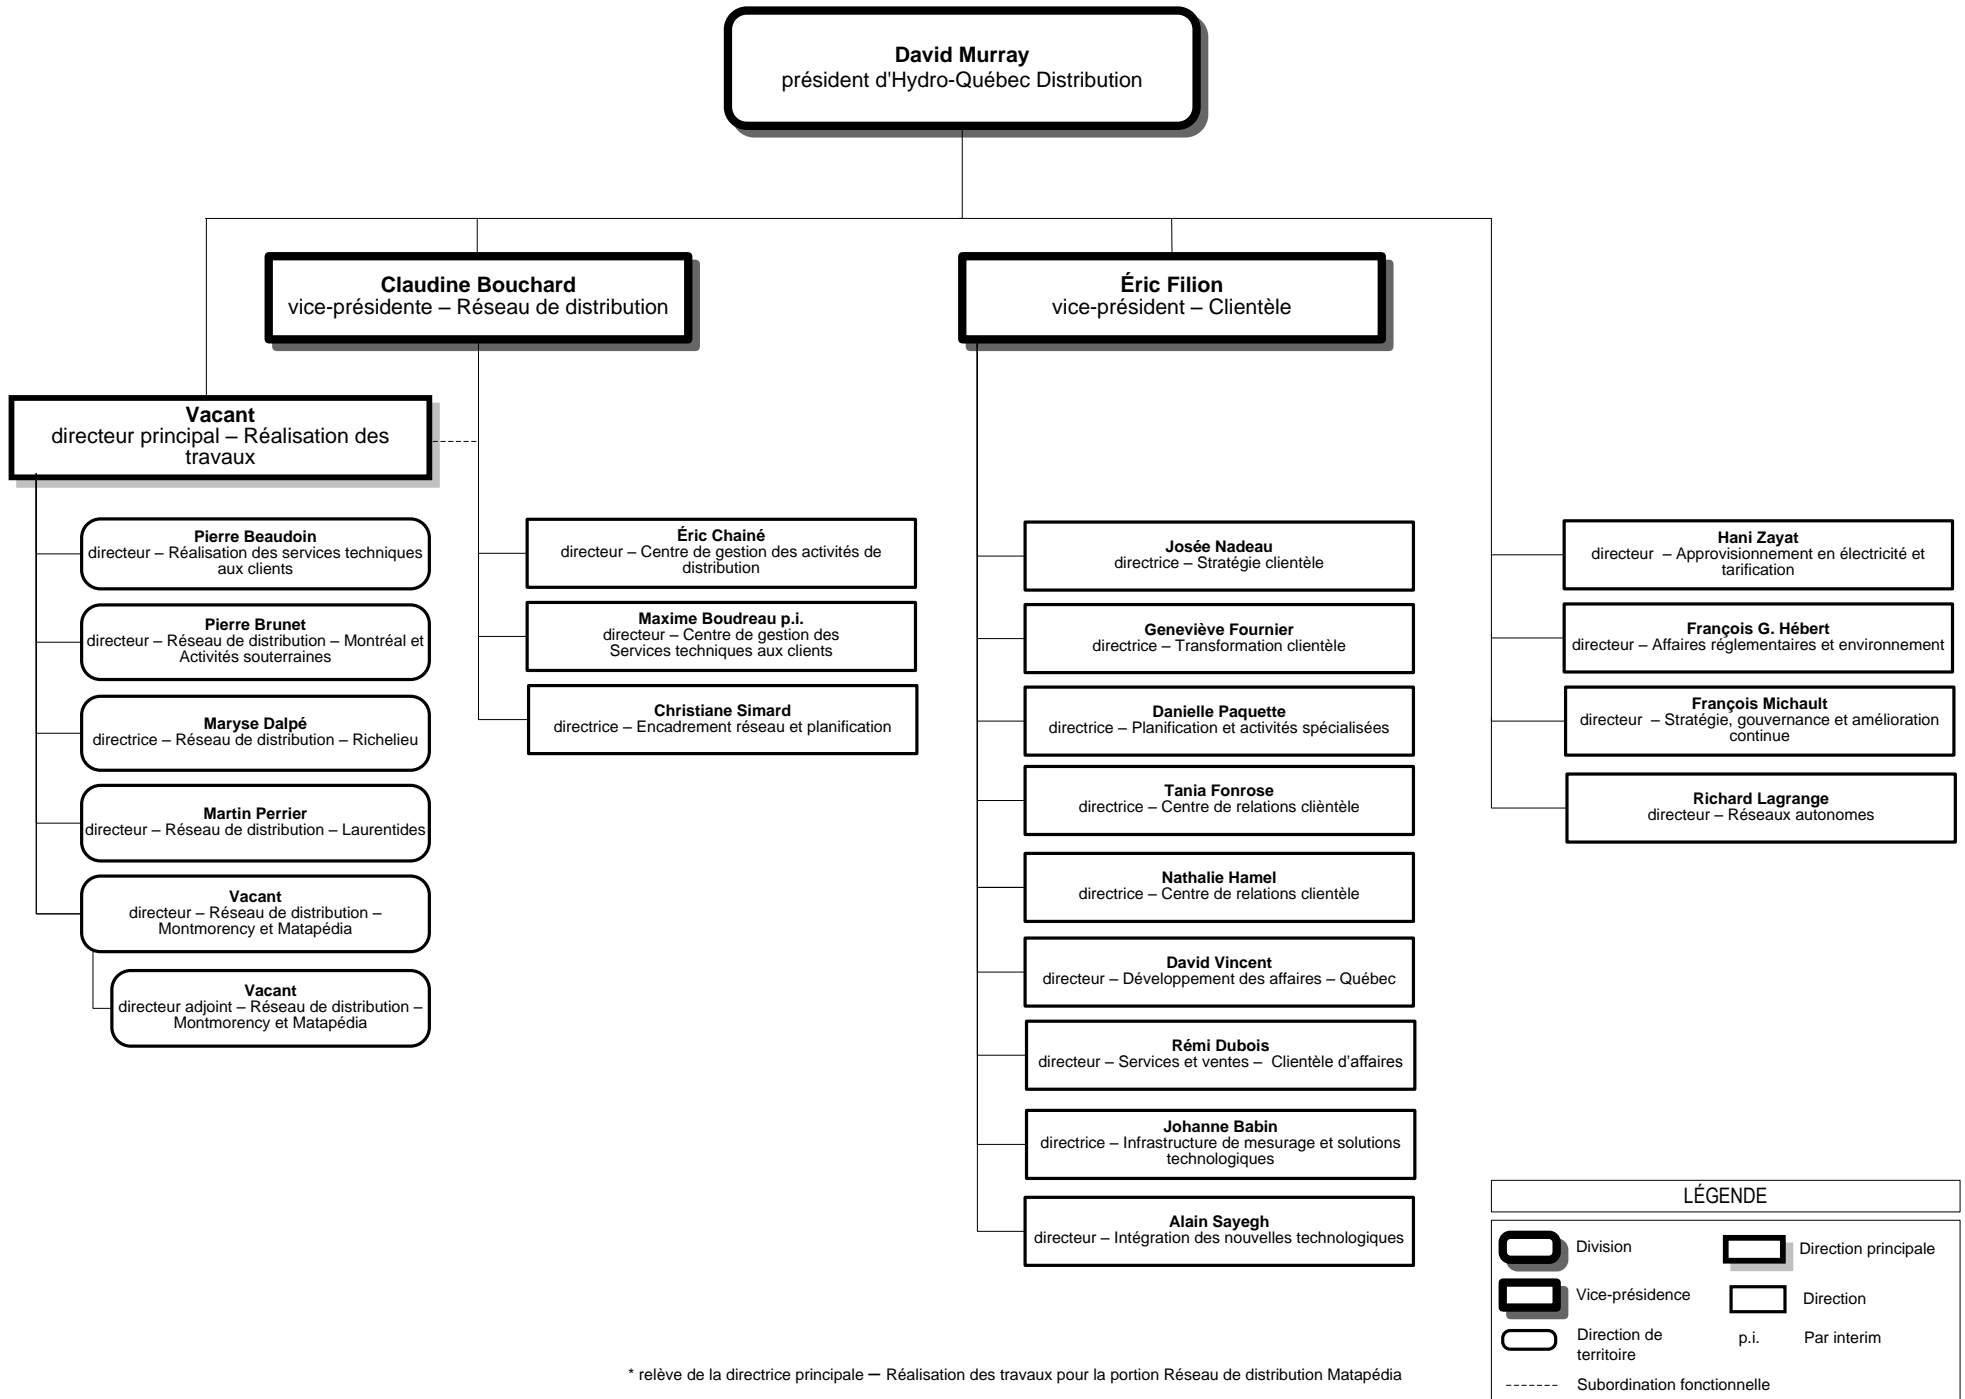 David Murray
président d'Hydro-Québec Distribution
Claudine Bouchard
vice-présidente – Réseau de distribution
Éric Filion
vice-président – Clientèle
Vacant
directeur principal – Réalisation des
travaux
Pierre Beaudoin
directeur – Réalisation des services techniques
aux clients
Pierre Brunet
directeur – Réseau de distribution – Montréal et
Activités souterraines
Maryse Dalpé
directrice – Réseau de distribution – Richelieu
Martin Perrier
directeur – Réseau de distribution – Laurentides
Vacant
directeur – Réseau de distribution –
Montmorency et Matapédia
Vacant
directeur adjoint – Réseau de distribution –
Montmorency et Matapédia
Éric Chainé
directeur – Centre de gestion des activités de
distribution
Maxime Boudreau p.i.
directeur – Centre de gestion des
Services techniques aux clients
Christiane Simard
directrice – Encadrement réseau et planification
Josée Nadeau
directrice – Stratégie clientèle
Geneviève Fournier
directrice – Transformation clientèle
Danielle Paquette
directrice – Planification et activités spécialisées
Tania Fonrose
directrice – Centre de relations clièntèle
Nathalie Hamel
directrice – Centre de relations clientèle
David Vincent
directeur – Développement des affaires – Québec
Rémi Dubois
directeur – Services et ventes – Clientèle d'affaires
Johanne Babin
directrice – Infrastructure de mesurage et solutions
technologiques
Alain Sayegh
directeur – Intégration des nouvelles technologiques
Hani Zayat
directeur – Approvisionnement en électricité et
tarification
François G. Hébert
directeur – Affaires réglementaires et environnement
François Michault
directeur – Stratégie, gouvernance et amélioration
continue
Richard Lagrange
directeur – Réseaux autonomes
LÉGENDE
Division
Direction principale
Vice-présidence
Direction
Direction de
territoire
p.i. Par interim
Subordination fonctionnelle
* relève de la directrice principale – Réalisation des travaux pour la portion Réseau de distribution Matapédia